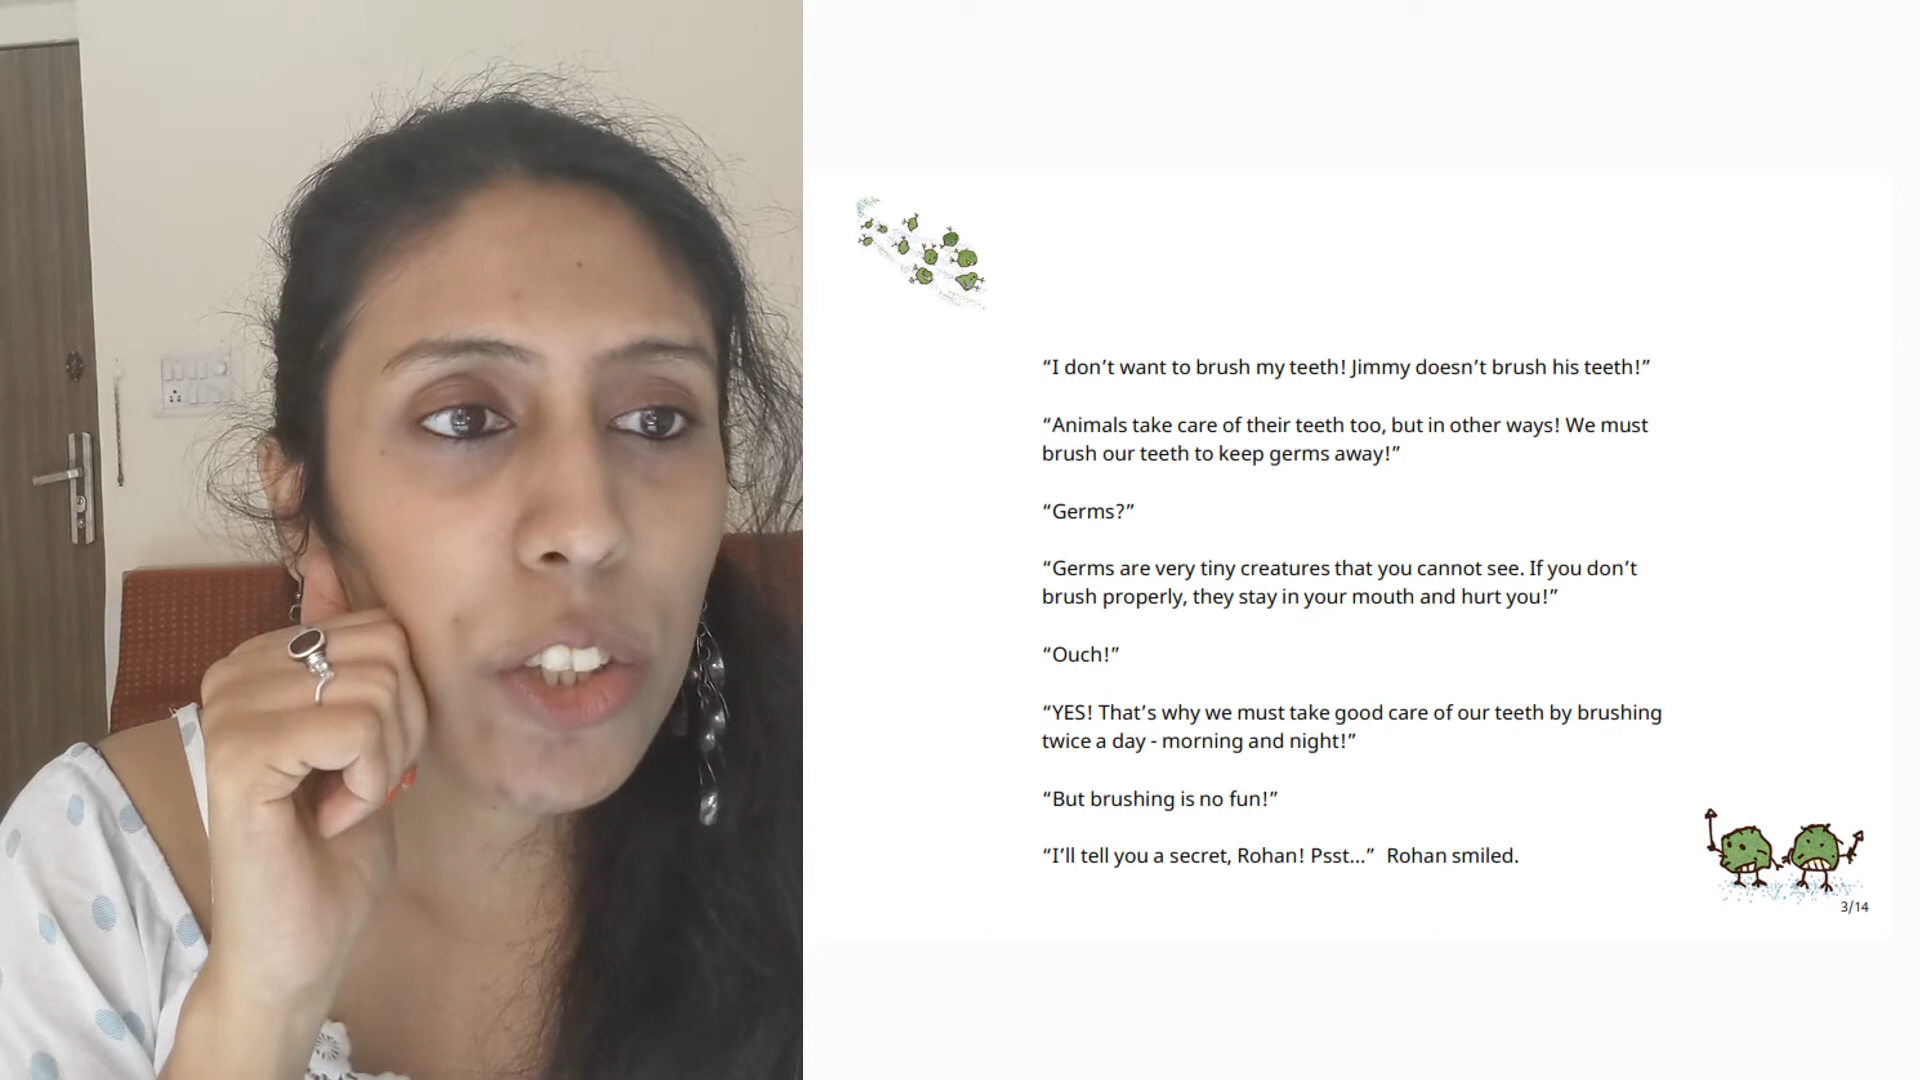 “I don’t want to brush my teeth! Jimmy doesn’t brush his teeth!”
“Animals take care of their teeth too, but in other ways! We must
brush our teeth to keep germs away!”
“Germs?”
“Germs are very tiny creatures that you cannot see. If you don’t
brush properly, they stay in your mouth and hurt you!”
“Ouch!”
“YES! That’s why we must take good care of our teeth by brushing
twice a day - morning and night!”
“But brushing is no fun!”
“I’ll tell you a secret, Rohan! Psst...”  Rohan smiled.
3/14